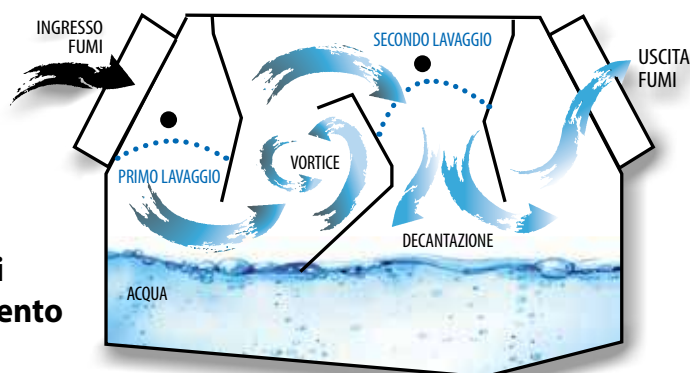 INGRESSO
FUMI
SECONDO LAVAGGIO
USCITA
FUMI
VORTICE
PRIMO LAVAGGIO
DECANTAZIONE
i
ento
ACQUA